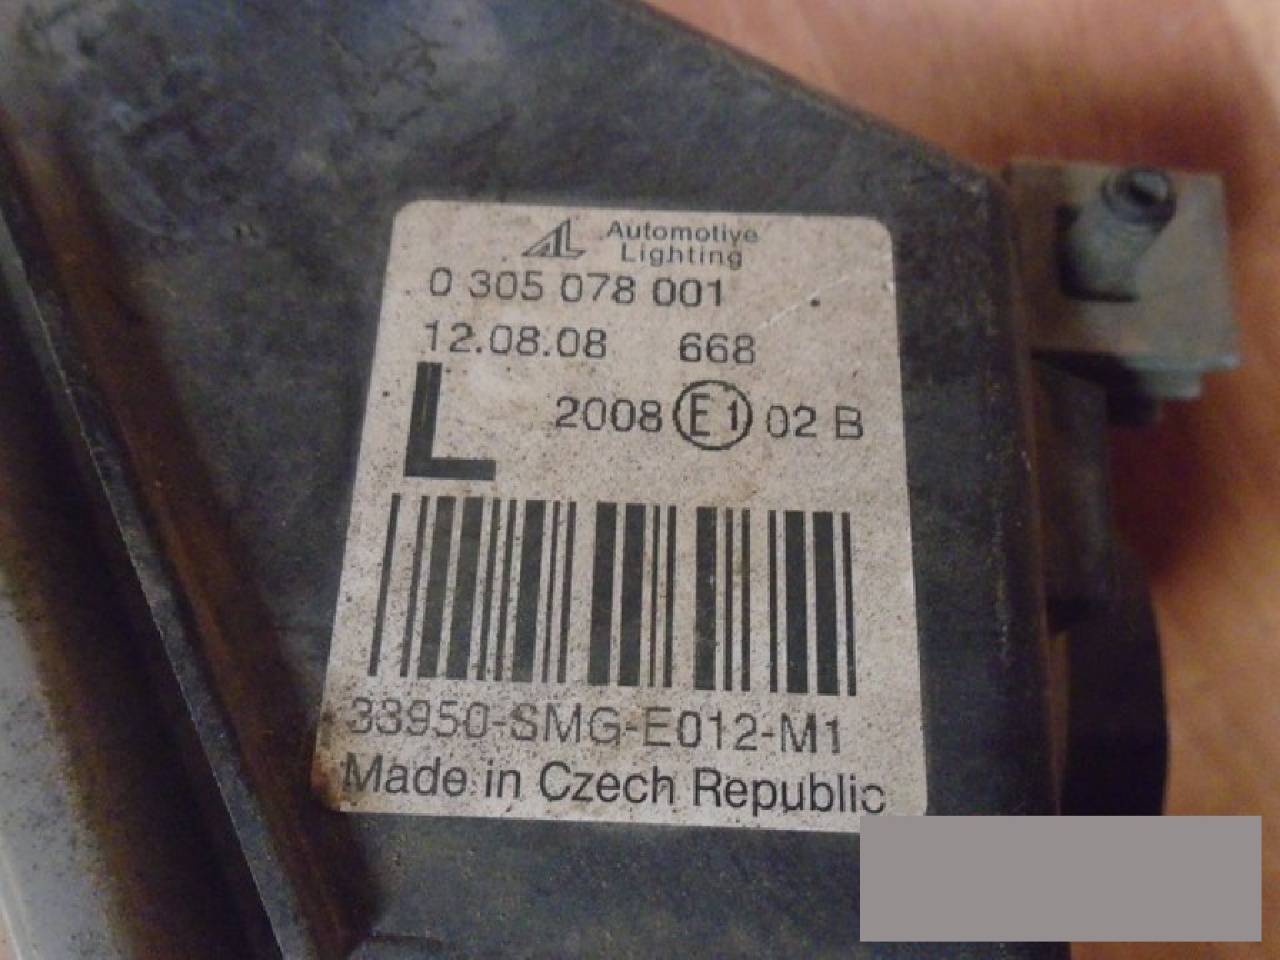 Automotive
Lighting
0 305 078 001
12.08.08 668
L 2008 E1 02 B
33950-SMG-E012-M1
Made in Czech Republic